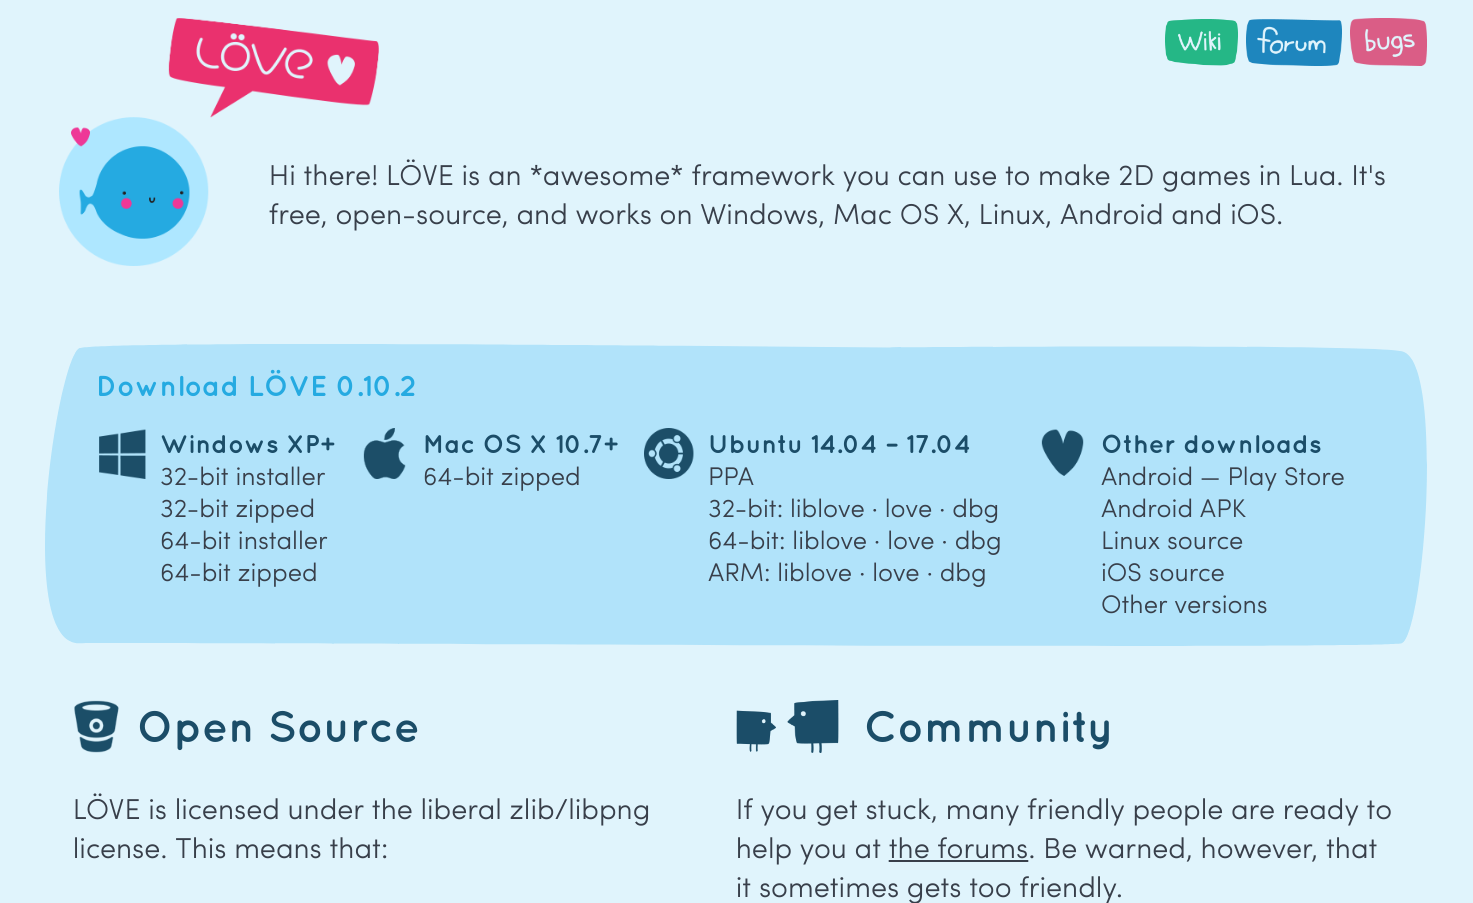 LÖVE
Wiki
forum
bugs
Hi there! LÖVE is an *awesome* framework you can use to make 2D games in Lua. It's
free, open-source, and works on Windows, Mac OS X, Linux, Android and iOS.
Download LÖVE 0.10.2
Windows XP+
32-bit installer
32-bit zipped
64-bit installer
64-bit zipped
Mac OS X 10.7+
64-bit zipped
Ubuntu 14.04 - 17.04
PPA
32-bit: liblove · love · dbg
64-bit: liblove · love · dbg
ARM: liblove · love · dbg
Other downloads
Android — Play Store
Android APK
Linux source
iOS source
Other versions
Open Source
LÖVE is licensed under the liberal zlib/libpng
license. This means that:
Community
If you get stuck, many friendly people are ready to
help you at the forums. Be warned, however, that
it sometimes gets too friendly.